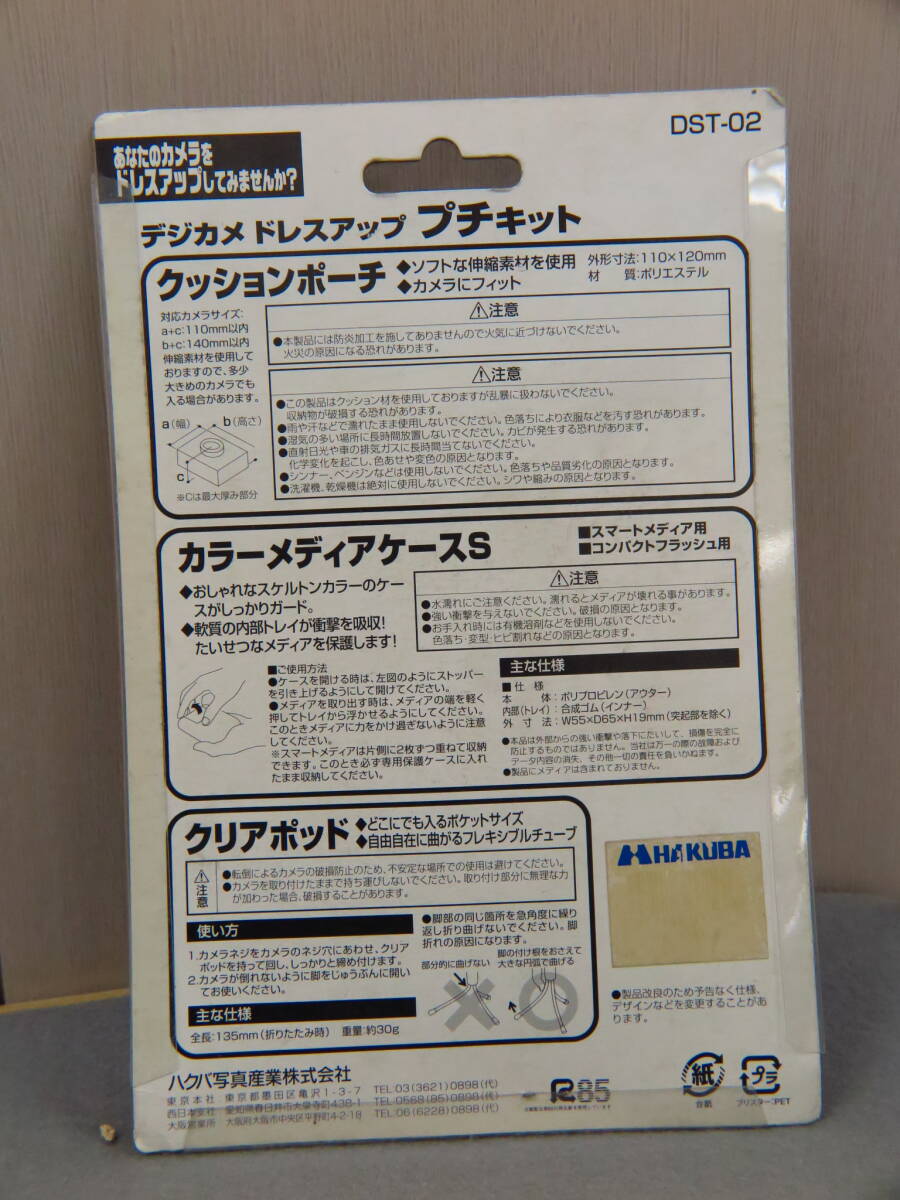 DST-02
あなたのカメラを
ドレスアップしてみませんか?
デジカメ ドレスアップ プチキット
クッションポーチ
◆ソフトな伸縮素材を使用
◆カメラにフィット
外形寸法:110×120mm
材 質:ポリエステル
対応カメラサイズ:
a+c:110mm以内
b+c:140mm以内
伸縮素材を使用して
おりますので、多少
大きめのカメラでも
入る場合があります。
a(幅) b(高さ)
c
※Cは最大厚み部分
⚠注意
●本製品には防炎加工を施してありませんので火気に近づけないでください。
火災の原因になる恐れがあります。
⚠注意
●この製品はクッション材を使用しておりますが乱暴に扱わないでください。
収納物が破損する恐れがあります。
●雨や汗などで濡れたまま使用しないでください。色落ちにより衣服などを汚す恐れがあります。
●湿気の多い場所に長時間放置しないでください。カビが発生する恐れがあります。
●直射日光や車の排気ガスに長時間当てないでください。
化学変化を起こし、色あせや変色の原因となります。
●シンナー、ベンジンなどは使用しないでください。色落ちや品質劣化の原因となります。
●洗濯機、乾燥機は絶対に使用しないでください。シワや縮みの原因となります。
カラーメディアケースS
■スマートメディア用
■コンパクトフラッシュ用
◆おしゃれなスケルトンカラーのケー
スがしっかりガード。
◆軟質の内部トレイが衝撃を吸収!
たいせつなメディアを保護します!
⚠注意
●水濡れにご注意ください。濡れるとメディアが壊れる事があります。
●強い衝撃を与えないでください。破損の原因となります。
●お手入れ時には有機溶剤などを使用しないでください。
色落ち・変型・ヒビ割れなどの原因となります。
■ご使用方法
●ケースを開ける時は、左図のようにストッパー
を引き上げるようにして開けてください。
●メディアを取り出す時は、メディアの端を軽く
押してトレイから浮かせるようにしてください。
このときメディアに力をかけ過ぎないように注意
してください。
※スマートメディアは片側に2枚ずつ重ねて収納
できます。このとき必ず専用保護ケースに入れ
たまま収納してください。
主な仕様
■仕 様
本 体:ポリプロピレン(アウター)
内部(トレイ):合成ゴム(インナー)
外 寸 法:W55×D65×H19mm(突起部を除く)
●本品は外部からの強い衝撃や落下にたいして、損傷を完全に
防止するものではありません。当社は万一の際の故障および
データ内容の消失、その他一切の責任を負いかねます。
●製品にメディアは含まれておりません。
クリアポッド
◆どこにでも入るポケットサイズ
◆自由自在に曲がるフレキシブルチューブ
⚠注意
●転倒によるカメラの破損防止のため、不安定な場所での使用は避けてください。
●カメラを取り付けたままで持ち運びしないでください。取り付け部分に無理な力
が加わった場合、破損することがあります。
使い方
1.カメラネジをカメラのネジ穴にあわせ、クリア
ポッドを持って回し、しっかりと締め付けます。
2.カメラが倒れないように脚をじゅうぶんに開い
てお使いください。
主な仕様
全長:135mm(折りたたみ時) 重量:約30g
●脚部の同じ箇所を急角度に繰り
返し折り曲げないでください。脚
折れの原因になります。
部分的に曲げない
脚の付け根をおさえて
大きな円弧で曲げる
HAKUBA
●製品改良のため予告なく仕様、
デザインなどを変更することがあ
ります。
ハクバ写真産業株式会社
東京本社 東京都墨田区亀沢1-3-7 TEL.03(3621)0898(代)
西日本支社 愛知県春日井市大泉寺町438-1 TEL.0568(85)0898(代)
大阪営業所 大阪府大阪市中央区平野町4-2-18 TEL.06(6228)0898(代)
R85
紙
台紙
プラ
ブリスター:PET